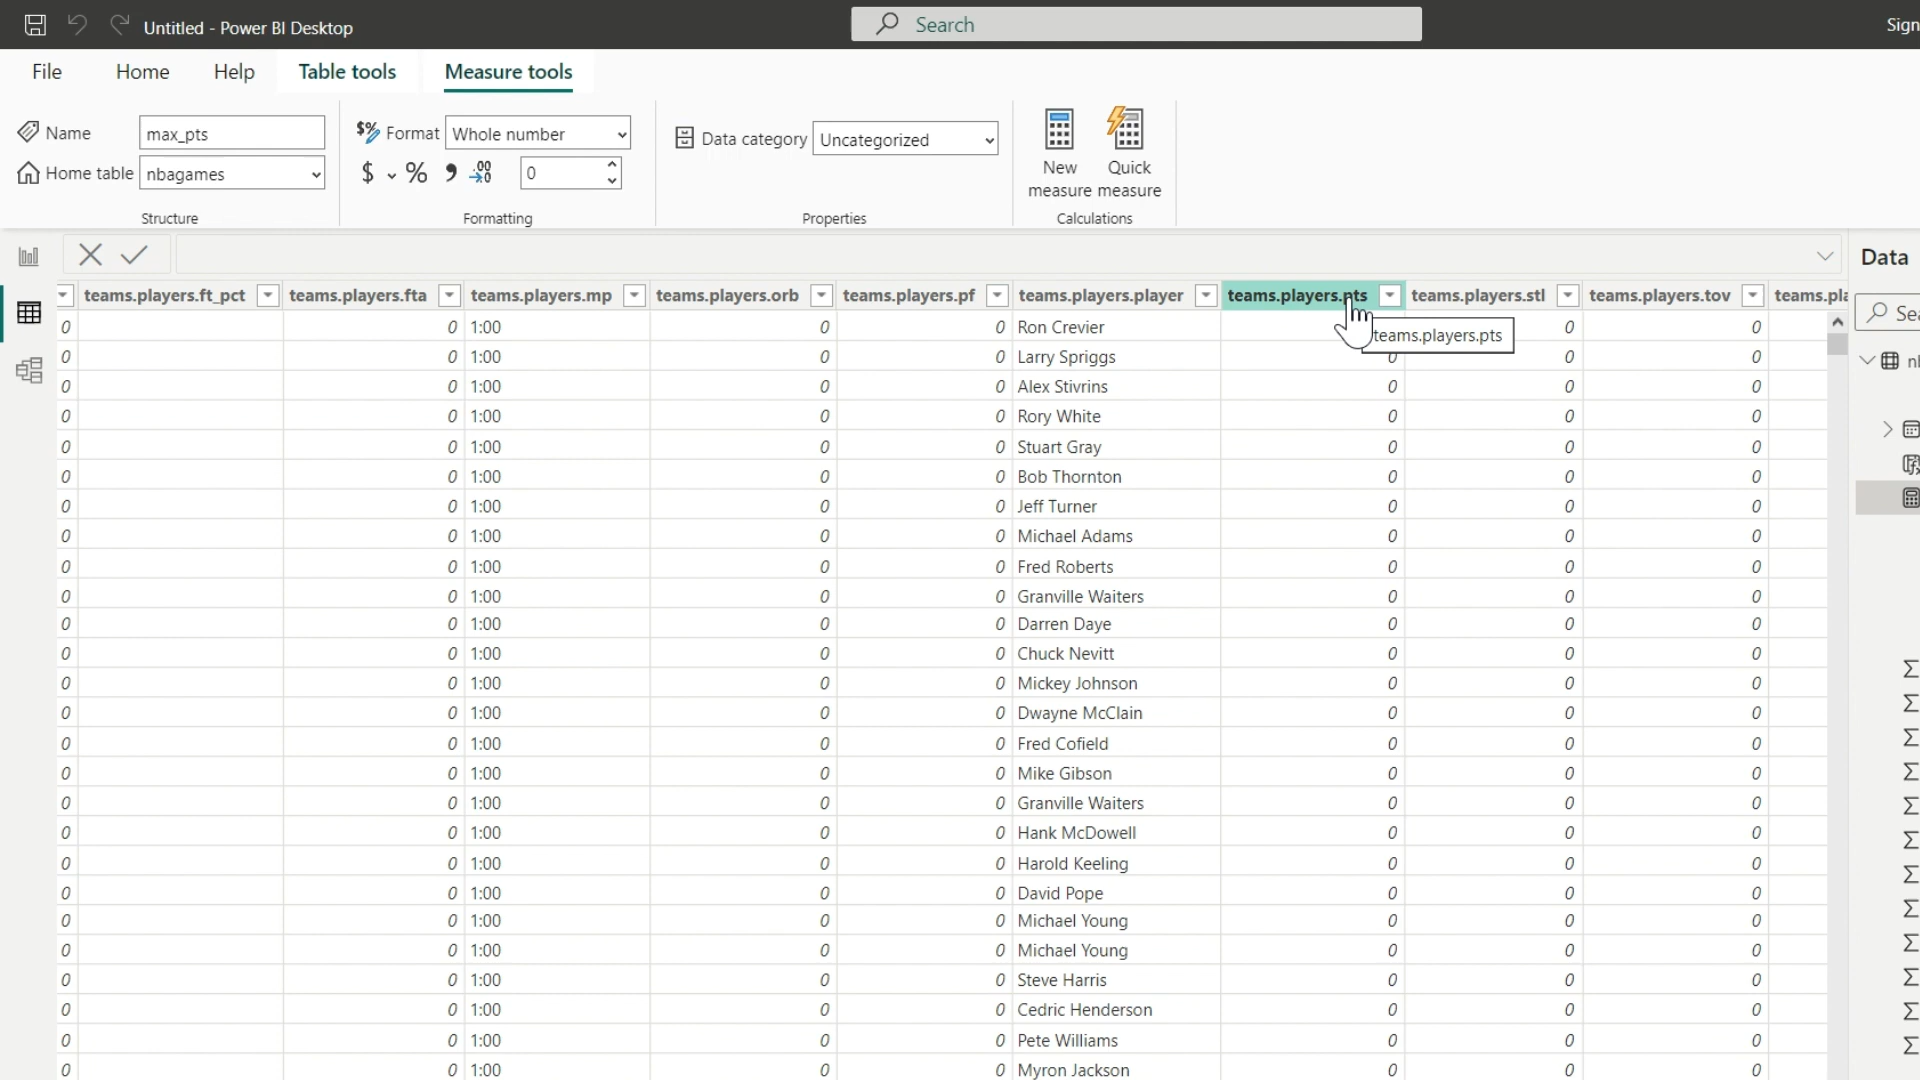 Untitled - Power BI Desktop
Search
Sign
File Home Help Table tools Measure tools
Name max_pts
Home table nbagames
Structure
$% Format Whole number
$ % , .00 0
Formatting
Data category Uncategorized
Properties
New measure
Quick measure
Calculations
Data
Sea
teams.players.ft_pct teams.players.fta teams.players.mp teams.players.orb teams.players.pf teams.players.player teams.players.pts teams.players.stl teams.players.tov teams.pla
teams.players.pts
0 0 1:00 0 0 Ron Crevier 0 0
0 0 1:00 0 0 Larry Spriggs 0 0 0
0 0 1:00 0 0 Alex Stivrins 0 0 0
0 0 1:00 0 0 Rory White 0 0 0
0 0 1:00 0 0 Stuart Gray 0 0 0
0 0 1:00 0 0 Bob Thornton 0 0 0
0 0 1:00 0 0 Jeff Turner 0 0 0
0 0 1:00 0 0 Michael Adams 0 0 0
0 0 1:00 0 0 Fred Roberts 0 0 0
0 0 1:00 0 0 Granville Waiters 0 0 0
0 0 1:00 0 0 Darren Daye 0 0 0
0 0 1:00 0 0 Chuck Nevitt 0 0 0
0 0 1:00 0 0 Mickey Johnson 0 0 0
0 0 1:00 0 0 Dwayne McClain 0 0 0
0 0 1:00 0 0 Fred Cofield 0 0 0
0 0 1:00 0 0 Mike Gibson 0 0 0
0 0 1:00 0 0 Granville Waiters 0 0 0
0 0 1:00 0 0 Hank McDowell 0 0 0
0 0 1:00 0 0 Harold Keeling 0 0 0
0 0 1:00 0 0 David Pope 0 0 0
0 0 1:00 0 0 Michael Young 0 0 0
0 0 1:00 0 0 Michael Young 0 0 0
0 0 1:00 0 0 Steve Harris 0 0 0
0 0 1:00 0 0 Cedric Henderson 0 0 0
0 0 1:00 0 0 Pete Williams 0 0 0
0 0 1:00 0 0 Myron Jackson 0 0 0